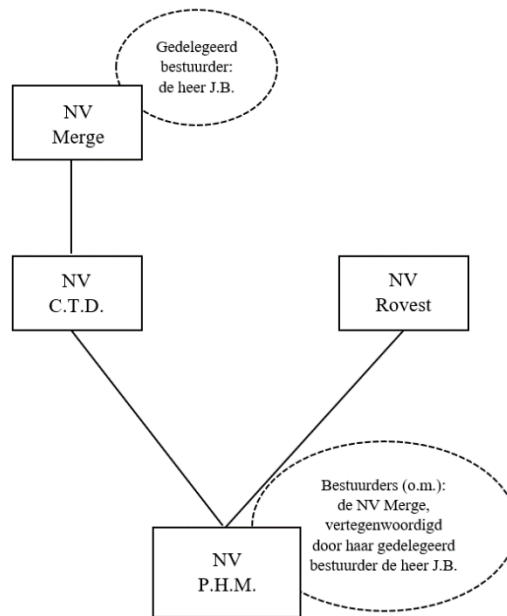 Gedelegeerd
bestuurder:
de heer J.B.
NV
Merge
NV
C.T.D.
NV
Rovest
Bestuurders (o.m.):
de NV Merge,
vertegenwoordigd
door haar gedelegeerd
bestuurder de heer J.B.
NV
P.H.M.